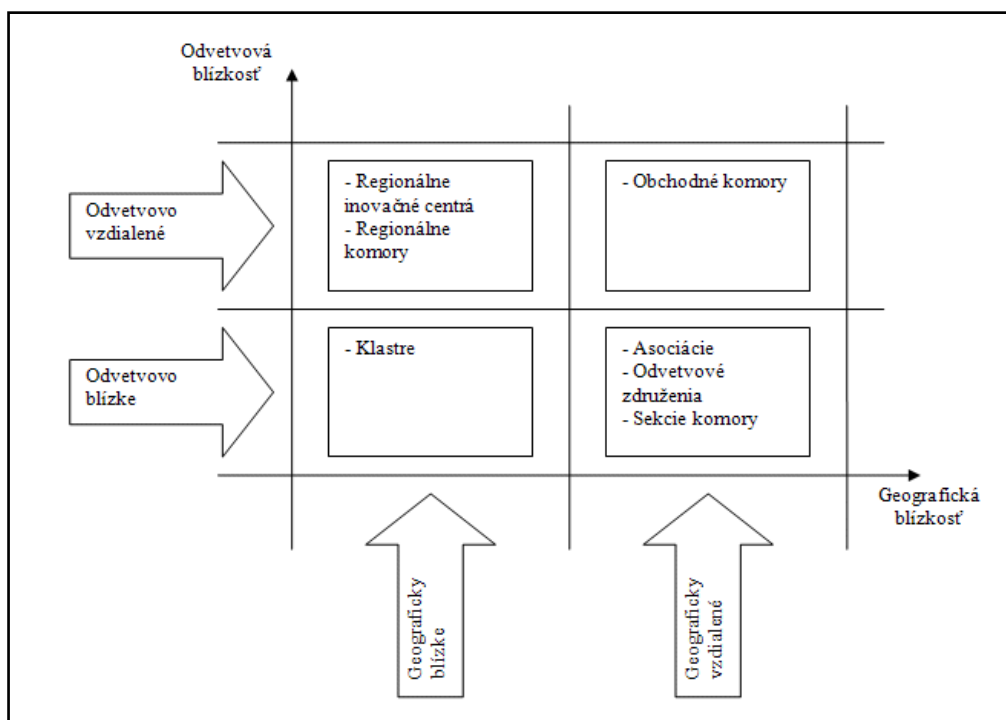 Odvetvová
blízkosť
- Regionálne
inovačné centrá
- Regionálne
komory
- Obchodné komory
Odvetvovo
vzdialené
- Klastre
- Asociácie
- Odvetvové
združenia
- Sekcie komory
Odvetvovo
blízke
Geografická
blízkosť
Geograficky
blízke
Geograficky
vzdialené